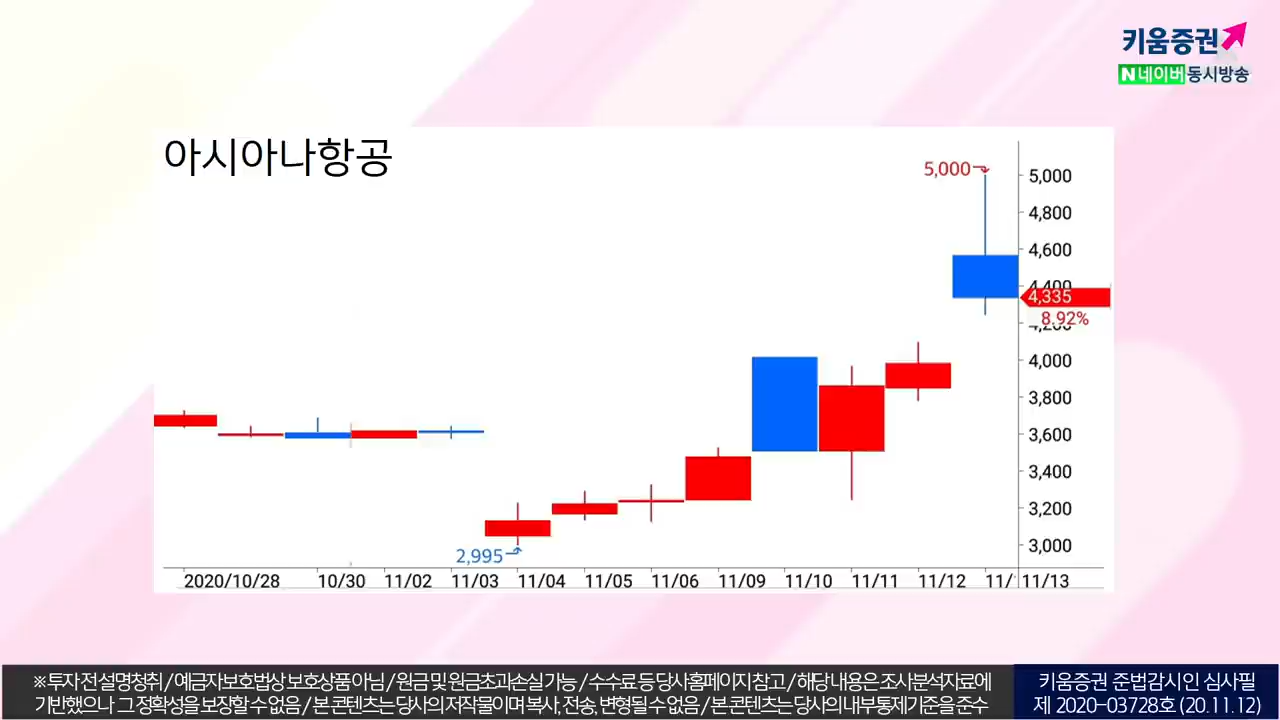 키움증권
N 네이버 동시방송
아시아나항공
5,000
5,000
4,800
4,600
4,400
4,335
8.92%
4,200
4,000
3,800
3,600
3,400
3,200
3,000
2,995
2020/10/28 10/30 11/02 11/03 11/04 11/05 11/06 11/09 11/10 11/11 11/12 11/13
※ 투자 전 설명청취 / 예금자보호법상 보호상품 아님 / 원금 및 원금초과손실 가능 / 수수료 등 당사홈페이지 참고 / 해당 내용은 조사분석자료에
기반했으나 그 정확성을 보장할 수 없음 / 본 콘텐츠는 당사의 저작물이며 복사, 전송, 변형될 수 없음 / 본 콘텐츠는 당사의 내부통제기준을 준수
키움증권 준법감시인 심사필
제 2020-03728호 (20.11.12)